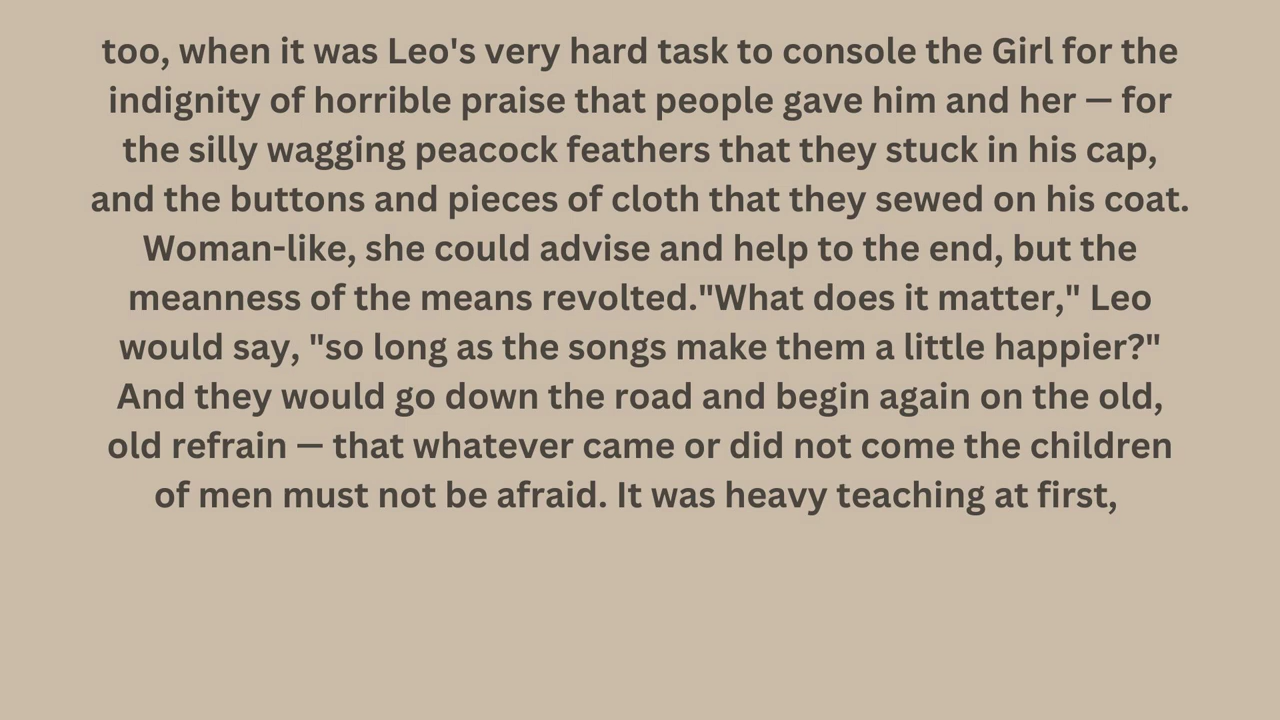 too, when it was Leo's very hard task to console the Girl for the
indignity of horrible praise that people gave him and her — for
the silly wagging peacock feathers that they stuck in his cap,
and the buttons and pieces of cloth that they sewed on his coat.
Woman-like, she could advise and help to the end, but the
meanness of the means revolted."What does it matter," Leo
would say, "so long as the songs make them a little happier?"
And they would go down the road and begin again on the old,
old refrain — that whatever came or did not come the children
of men must not be afraid. It was heavy teaching at first,